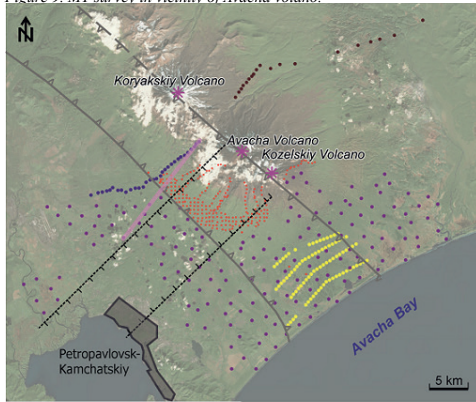 Figure 9. MT survey in vicinity of Avacha volcano.
N
Koryakskiy Volcano
Avacha Volcano
Kozelskiy Volcano
Avacha Bay
Petropavlovsk-
Kamchatskiy
5 km